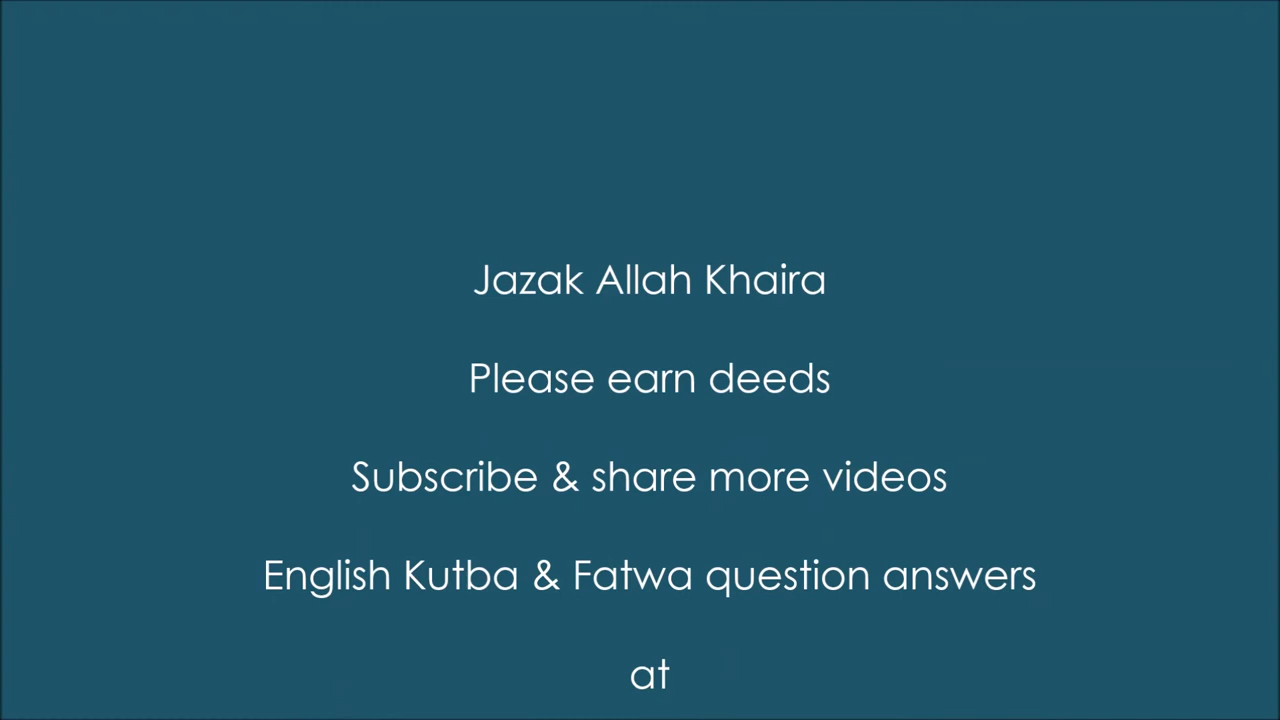 Jazak Allah Khaira
Please earn deeds
Subscribe & share more videos
English Kutba & Fatwa question answers
at